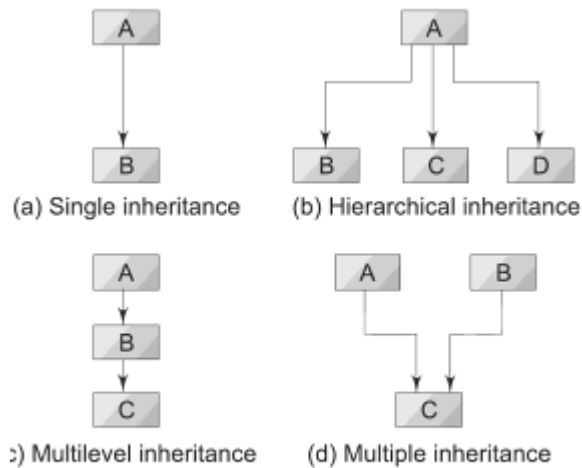 A
A
B
B
C
D
(a) Single inheritance
(b) Hierarchical inheritance
A
A
B
B
C
C
c) Multilevel inheritance
(d) Multiple inheritance